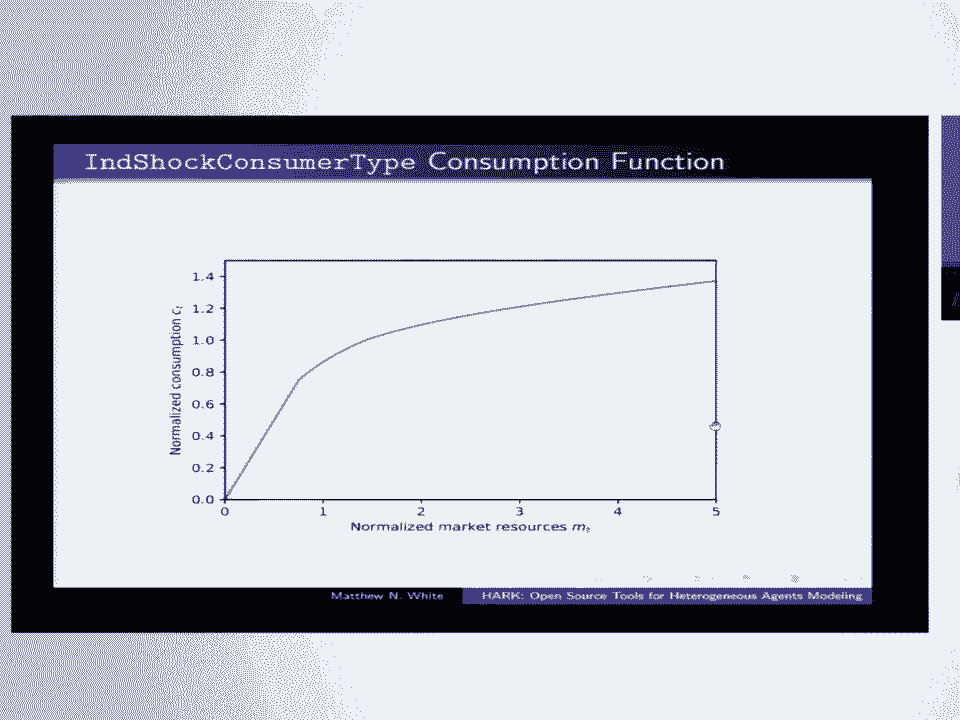 IndShockConsumerType Consumption Function
1.4
1.2
1.0
0.8
0.6
0.4
0.2
0.0
Normalized consumption cₜ
0 1 2 3 4 5
Normalized market resources mₜ
Matthew N. White HARK: Open Source Tools for Heterogeneous Agents Modeling